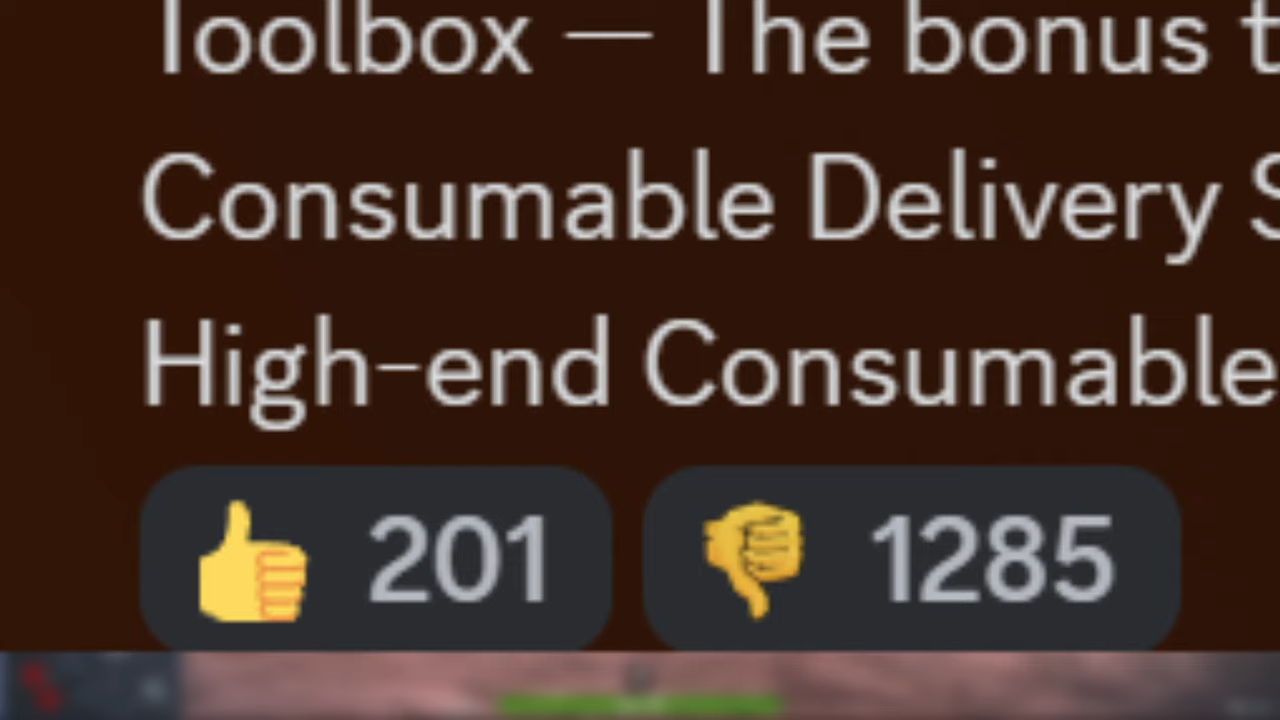 Toolbox — The bonus t
Consumable Delivery S
High-end Consumable
👍 201 👎 1285